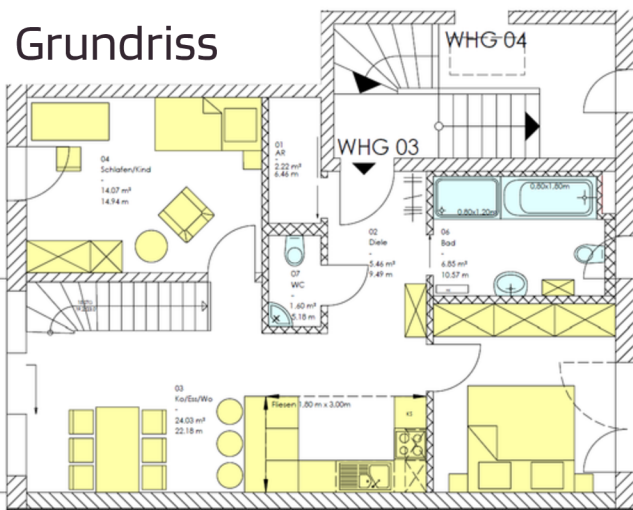 Grundriss
WHG 04
WHG 03
01
AR
-
2.22 m²
6.46 m
04
Schlafen/Kind
-
14.07 m²
14.94 m
0.80x1.80m
0.80x1.20m
02
Diele
-
5.46 m²
9.49 m
06
Bad
-
6.85 m²
10.57 m
07
WC
-
1.60 m²
5.18 m
03
Ko/Ess/Wo
-
24.03 m²
22.18 m
Fliesen 1.80 m x 3.00m
KS